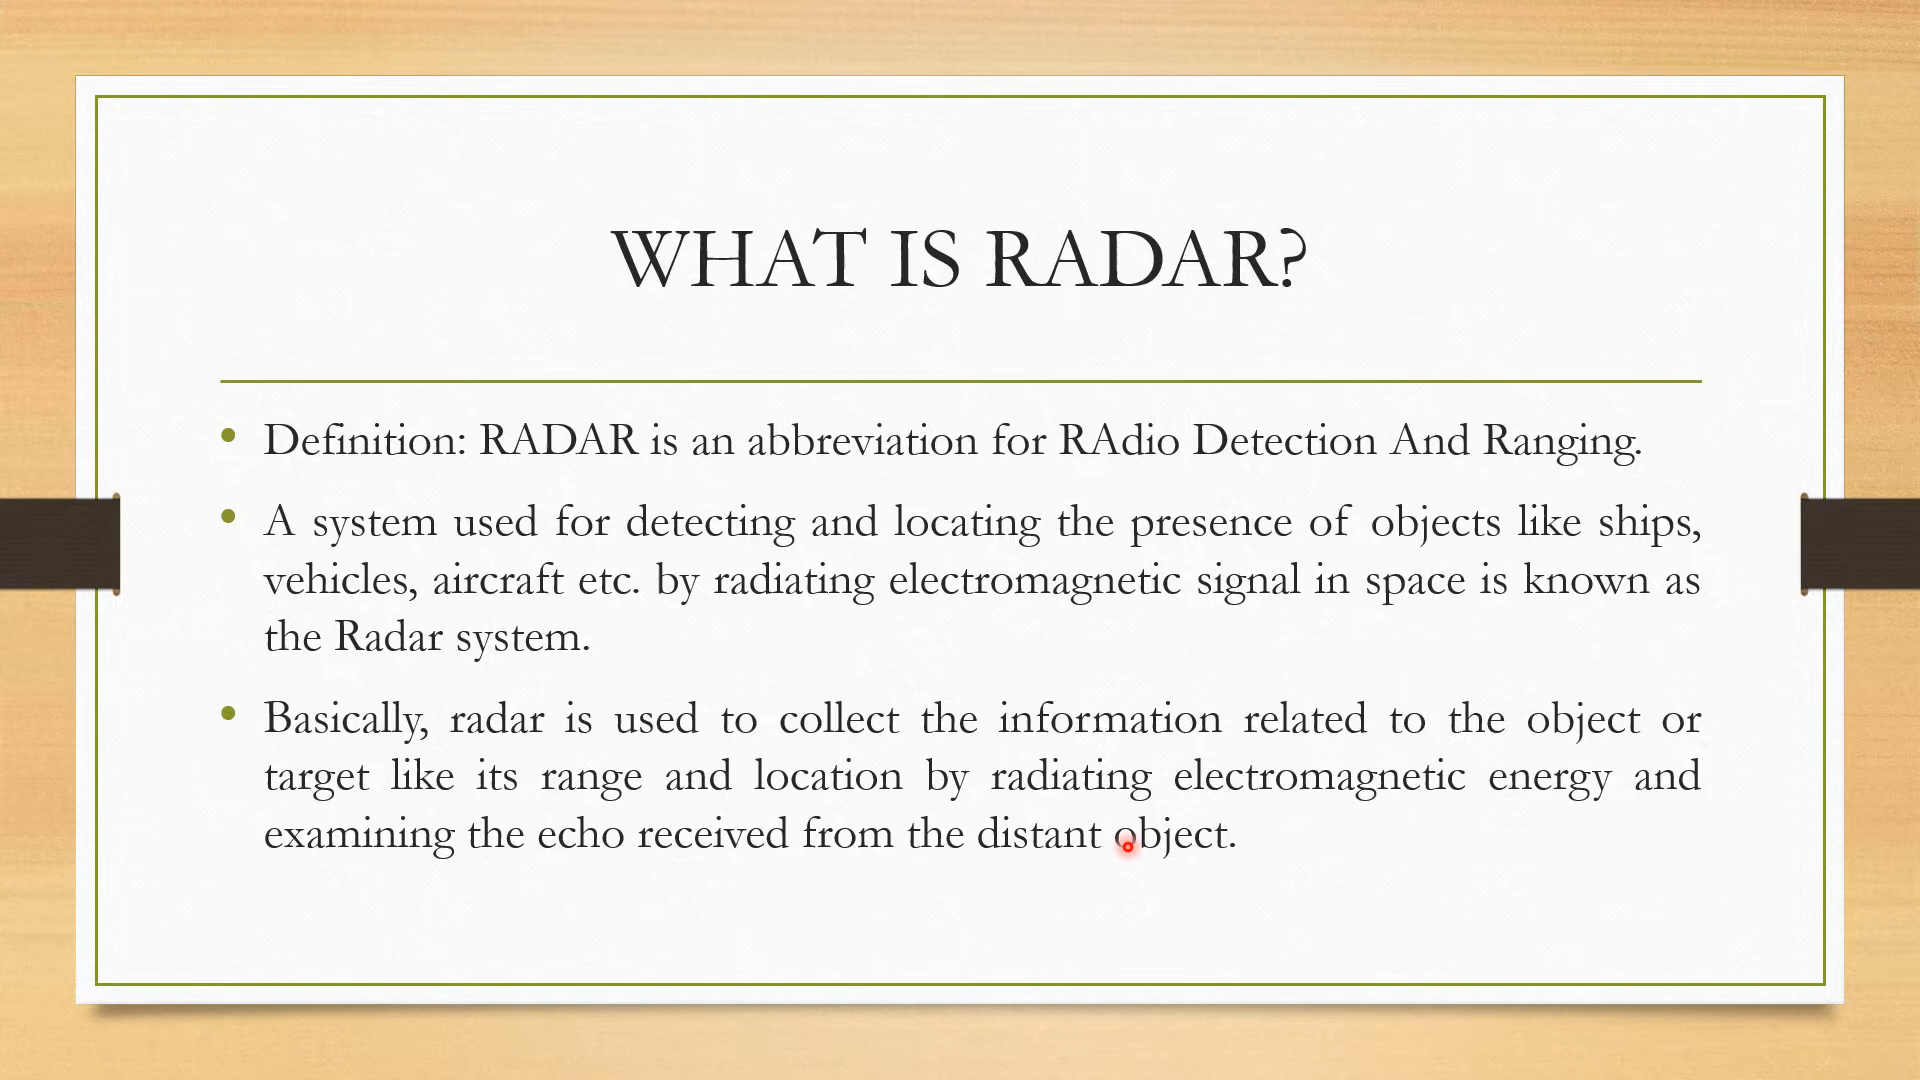 WHAT IS RADAR?
• Definition: RADAR is an abbreviation for RAdio Detection And Ranging.
• A system used for detecting and locating the presence of objects like ships,
vehicles, aircraft etc. by radiating electromagnetic signal in space is known as
the Radar system.
• Basically, radar is used to collect the information related to the object or
target like its range and location by radiating electromagnetic energy and
examining the echo received from the distant object.